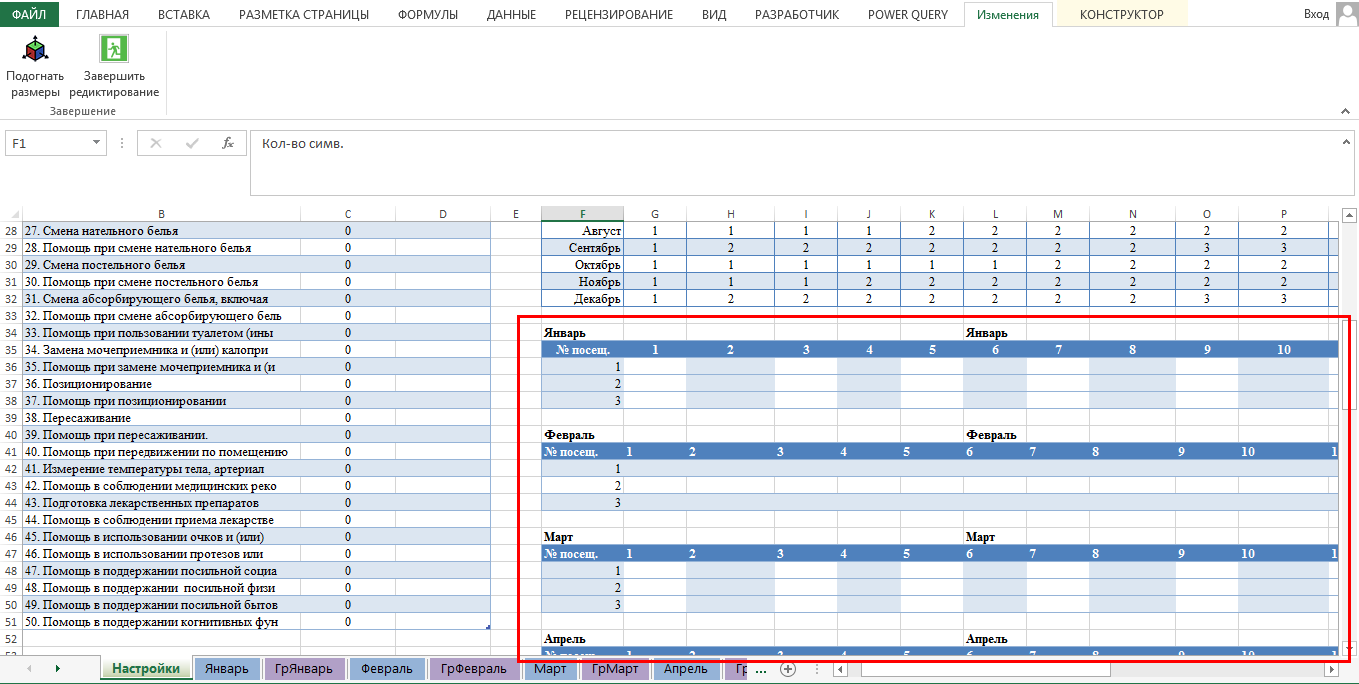 ФАЙЛ ГЛАВНАЯ ВСТАВКА РАЗМЕТКА СТРАНИЦЫ ФОРМУЛЫ ДАННЫЕ РЕЦЕНЗИРОВАНИЕ ВИД РАЗРАБОТЧИК POWER QUERY Изменения КОНСТРУКТОР Вход
Подогнать Завершить
размеры редиктирование
Завершение
F1 fx Кол-во симв.
B C D E F G H I J K L M N O P
28 27. Смена нательного белья 0 Август 1 1 1 1 2 2 2 2 2 2
29 28. Помощь при смене нательного белья 0 Сентябрь 1 2 2 2 2 2 2 2 3 3
30 29. Смена постельного белья 0 Октябрь 1 1 1 1 1 1 2 2 2 2
31 30. Помощь при смене постельного белья 0 Ноябрь 1 1 1 2 2 2 2 2 2 2
32 31. Смена абсорбирующего белья, включая 0 Декабрь 1 2 2 2 2 2 2 2 3 3
33 32. Помощь при смене абсорбирующего бель 0
34 33. Помощь при пользовании туалетом (ины 0 Январь Январь
35 34. Замена мочеприемника и (или) калопри 0 № посещ. 1 2 3 4 5 6 7 8 9 10
36 35. Помощь при замене мочеприемника и (и 0 1
37 36. Позиционирование 0 2
38 37. Помощь при позиционировании 0 3
39 38. Пересаживание 0
40 39. Помощь при пересаживании. 0 Февраль Февраль
41 40. Помощь при передвижении по помещению 0 № посещ. 1 2 3 4 5 6 7 8 9 10 1
42 41. Измерение температуры тела, артериал 0 1
43 42. Помощь в соблюдении медицинских реко 0 2
44 43. Подготовка лекарственных препаратов 0 3
45 44. Помощь в соблюдении приема лекарстве 0
46 45. Помощь в использовании очков и (или) 0 Март Март
47 46. Помощь в использовании протезов или 0 № посещ. 1 2 3 4 5 6 7 8 9 10 1
48 47. Помощь в поддержании посильной социа 0 1
49 48. Помощь в поддержании посильной физи 0 2
50 49. Помощь в поддержании посильной бытов 0 3
51 50. Помощь в поддержании когнитивных фун 0
52 Апрель Апрель
Настройки Январь ГрЯнварь Февраль ГрФевраль Март ГрМарт Апрель Гр ...